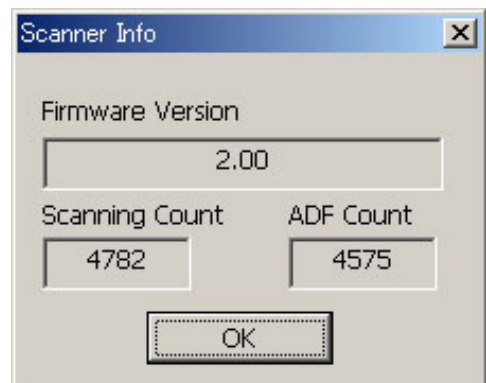 Scanner Info
Firmware Version
2.00
Scanning Count ADF Count
4782 4575
OK